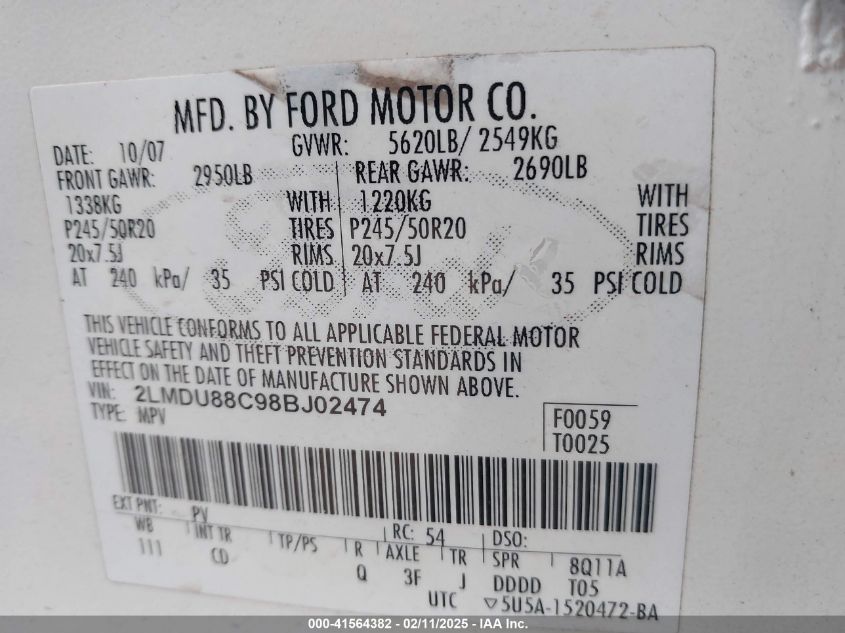 MFD. BY FORD MOTOR CO.
DATE: 10/07 GVWR: 5620LB/ 2549KG
FRONT GAWR: 2950LB REAR GAWR: 2690LB
1338KG WITH 1220KG WITH
P245/50R20 TIRES P245/50R20 TIRES
20x7.5J RIMS 20x7.5J RIMS
AT 240 kPa/ 35 PSI COLD AT 240 kPa/ 35 PSI COLD
THIS VEHICLE CONFORMS TO ALL APPLICABLE FEDERAL MOTOR
VEHICLE SAFETY AND THEFT PREVENTION STANDARDS IN
EFFECT ON THE DATE OF MANUFACTURE SHOWN ABOVE.
VIN: 2LMDU88C98BJ02474
TYPE: MPV
F0059
T0025
EXT PNT: PV RC: 54 DSO:
WB INT TR TP/PS R AXLE TR SPR 8Q11A
111 CD Q 3F J DDDD T05
UTC ▽5U5A-1520472-BA
000-41564382 - 02/11/2025 - IAA Inc.